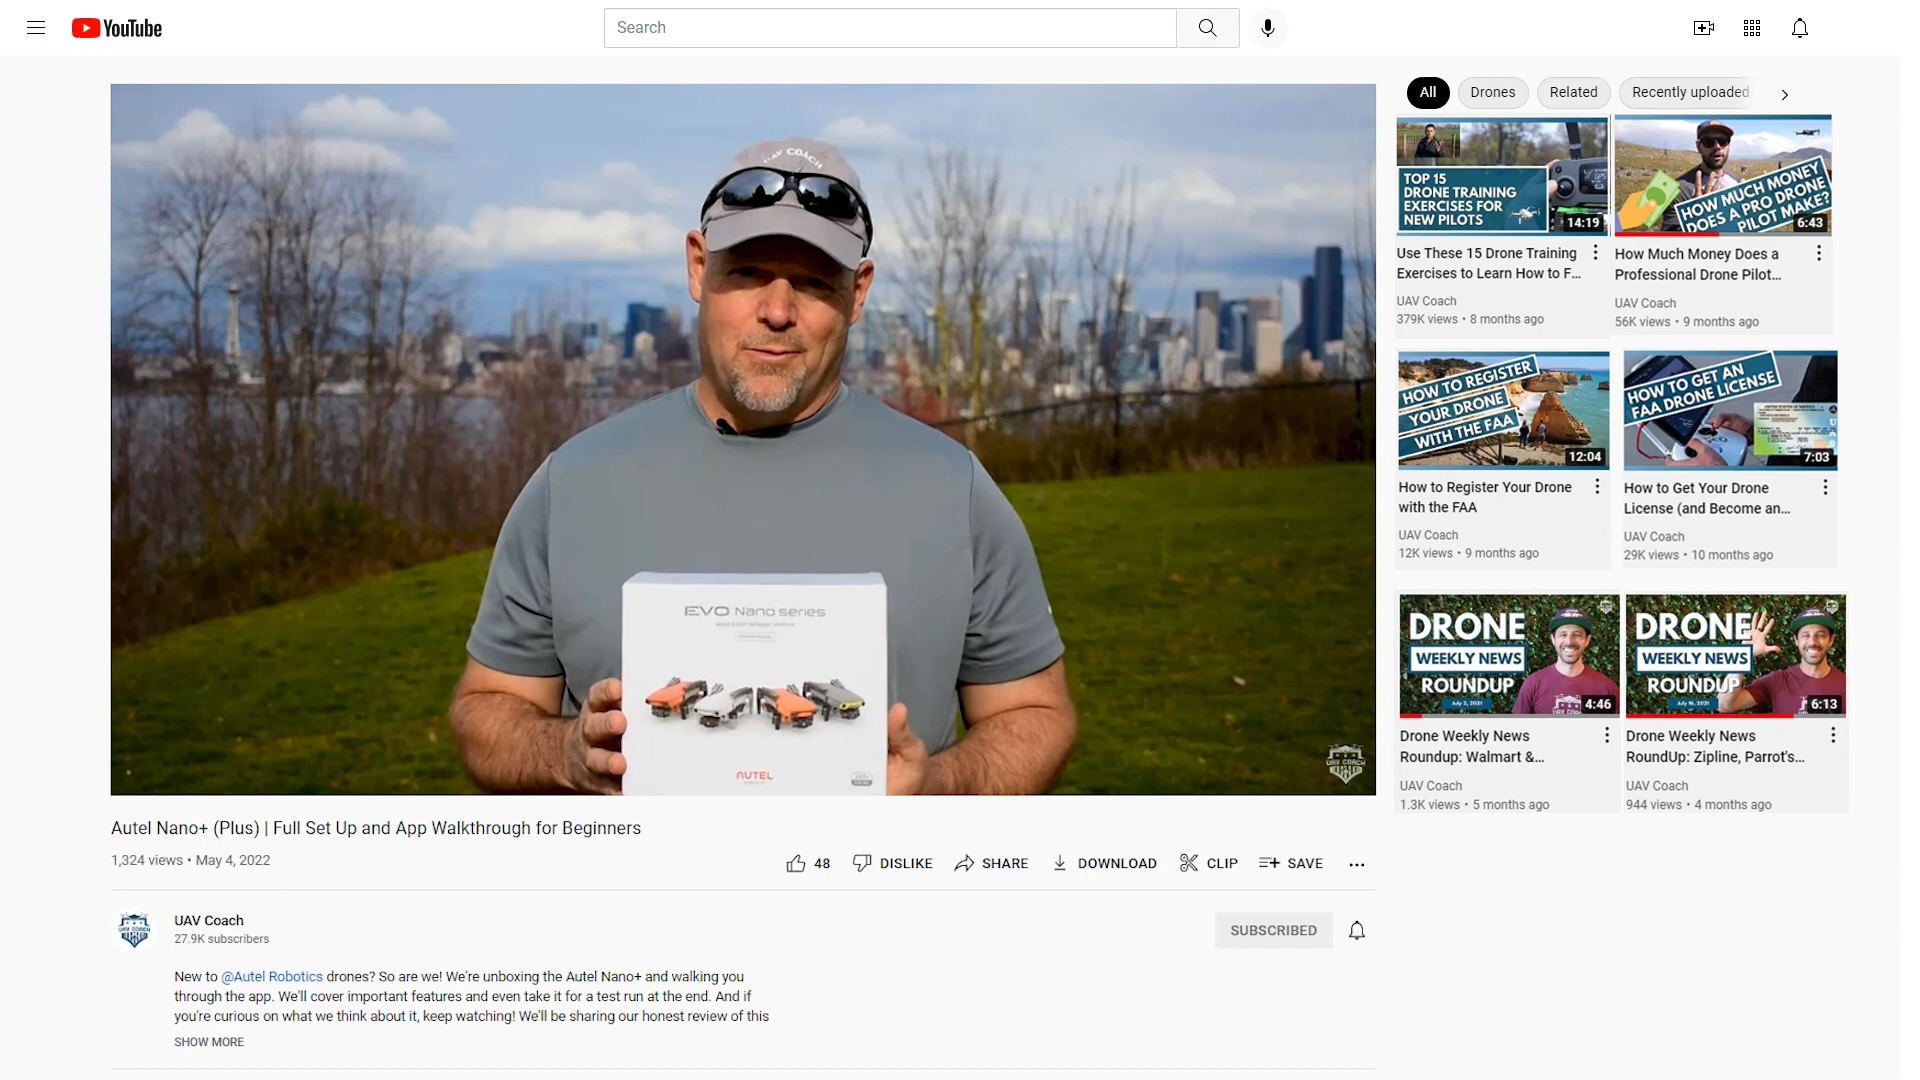 YouTube
Search
All
Drones
Related
Recently uploaded
UAV COACH
EVO Nano series
AUTEL
UAV COACH
TOP 15
DRONE TRAINING
EXERCISES FOR
NEW PILOTS
14:19
Use These 15 Drone Training
Exercises to Learn How to F...
UAV Coach
379K views • 8 months ago
HOW MUCH MONEY
DOES A PRO DRONE
PILOT MAKE?
6:43
How Much Money Does a
Professional Drone Pilot...
UAV Coach
56K views • 9 months ago
HOW TO REGISTER
YOUR DRONE
WITH THE FAA
12:04
How to Register Your Drone
with the FAA
UAV Coach
12K views • 9 months ago
HOW TO GET AN
FAA DRONE LICENSE
7:03
How to Get Your Drone
License (and Become an...
UAV Coach
29K views • 10 months ago
DRONE
WEEKLY NEWS
ROUNDUP
July 2, 2021
4:46
Drone Weekly News
Roundup: Walmart &...
UAV Coach
1.3K views • 5 months ago
DRONE
WEEKLY NEWS
ROUNDUP
July 16, 2021
6:13
Drone Weekly News
RoundUp: Zipline, Parrot's...
UAV Coach
944 views • 4 months ago
Autel Nano+ (Plus) | Full Set Up and App Walkthrough for Beginners
1,324 views • May 4, 2022
48
DISLIKE
SHARE
DOWNLOAD
CLIP
SAVE
UAV COACH
UAV Coach
27.9K subscribers
SUBSCRIBED
New to @Autel Robotics drones? So are we! We're unboxing the Autel Nano+ and walking you
through the app. We'll cover important features and even take it for a test run at the end. And if
you're curious on what we think about it, keep watching! We'll be sharing our honest review of this
SHOW MORE